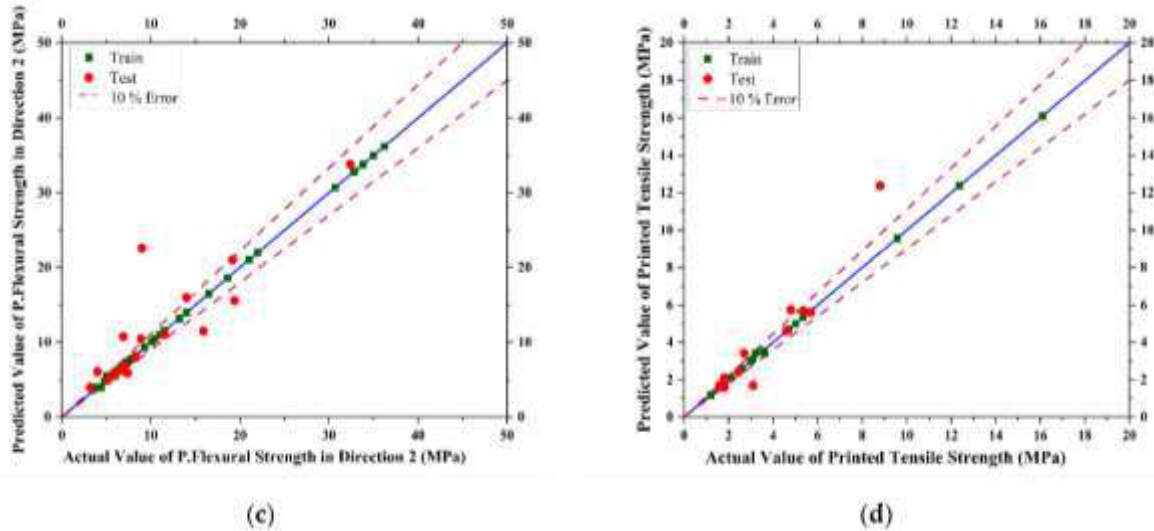 0 10 20 30 40 50
50
40
30
20
10
0
Predicted Value of P.Flexural Strength in Direction 2 (MPa)
Train
Test
10 % Error
50
40
30
20
10
0
0 10 20 30 40 50
Actual Value of P.Flexural Strength in Direction 2 (MPa)
(c)
0 2 4 6 8 10 12 14 16 18 20
20
18
16
14
12
10
8
6
4
2
0
Predicted Value of Printed Tensile Strength (MPa)
Train
Test
10 % Error
20
18
16
14
12
10
8
6
4
2
0
0 2 4 6 8 10 12 14 16 18 20
Actual Value of Printed Tensile Strength (MPa)
(d)